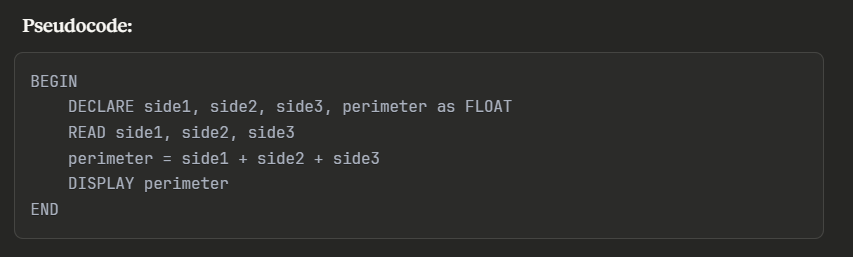 Pseudocode:
BEGIN
    DECLARE side1, side2, side3, perimeter as FLOAT
    READ side1, side2, side3
    perimeter = side1 + side2 + side3
    DISPLAY perimeter
END